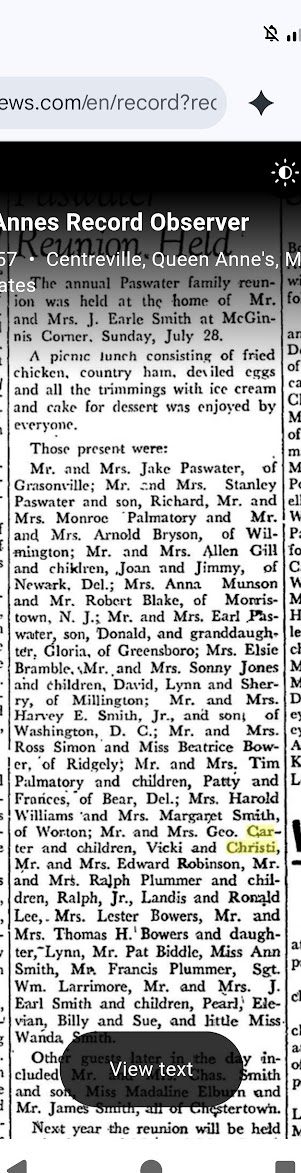 ews.com/en/record?rec
Paswater
Annes Record Observer
Reunion Held
57 • Centreville, Queen Anne's, M
ates
The annual Paswater family reun-
ion was held at the home of Mr.
and Mrs. J. Earle Smith at McGin-
nis Corner, Sunday, July 28.
A picnic lunch consisting of fried
chicken, country ham, deviled eggs
and all the trimmings with ice cream
and cake for dessert was enjoyed by
everyone.
Those present were:
Mr. and Mrs. Jake Paswater, of
Grasonville; Mr. and Mrs. Stanley
Paswater and son, Richard, Mr. and
Mrs. Monroe Palmatory and Mr.
and Mrs. Arnold Bryson, of Wil-
mington; Mr. and Mrs. Allen Gill
and children, Joan and Jimmy, of
Newark, Del.; Mrs. Anna Munson
and Mr. Robert Blake, of Morris-
town, N. J.; Mr. and Mrs. Earl Pas-
water, son, Donald, and granddaugh-
ter, Gloria, of Greensboro; Mrs. Elsie
Bramble, Mr. and Mrs. Sonny Jones
and children, David, Lynn and Sher-
ry, of Millington; Mr. and Mrs.
Harvey E. Smith, Jr., and son, of
Washington, D. C.; Mr. and Mrs.
Ross Simon and Miss Beatrice Bow-
er, of Ridgely; Mr. and Mrs. Tim
Palmatory and children, Patty and
Frances, of Bear, Del.; Mrs. Harold
Williams and Mrs. Margaret Smith,
of Worton; Mr. and Mrs. Geo. Car-
ter and children, Vicki and Christi,
Mr. and Mrs. Edward Robinson, Mr.
and Mrs. Ralph Plummer and chil-
dren, Ralph, Jr., Landis and Ronald
Lee, Mrs. Lester Bowers, Mr. and
Mrs. Thomas H. Bowers and daugh-
ter, Lynn, Mr. Pat Biddle, Miss Ann
Smith, Mr. Francis Plummer, Sgt.
Wm. Larrimore, Mr. and Mrs. J.
Earl Smith and children, Pearl, Ele-
vian, Billy and Sue, and little Miss
Wanda Smith.
Other guests later in the day in-
cluded Mr. and Mrs. Chas. Smith
View text
and son, Miss Madaline Elburn and
Mr. James Smith, all of Chestertown.
Next year the reunion will be held